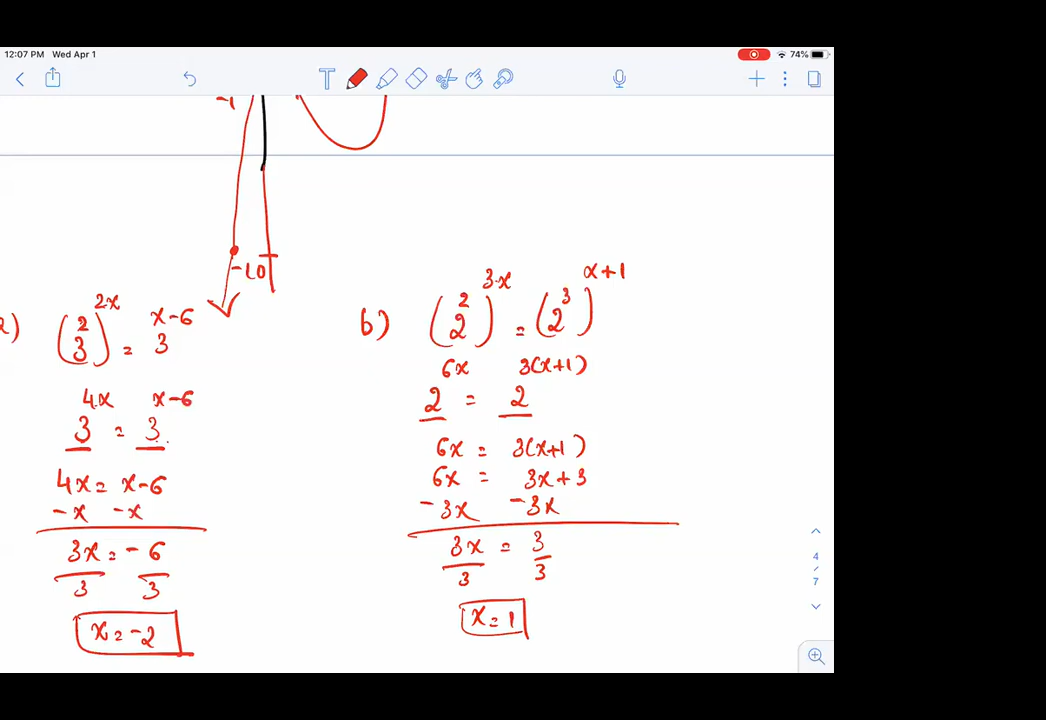 12:07 PM Wed Apr 1
74%
T
-1
-10
a)
(3²)^2x = 3^x-6
3^4x = 3^x-6
4x = x-6
-x -x
3x = -6
3 3
x = -2
b) (2²)^3x = (2³)^x+1
2^6x = 2^3(x+1)
6x = 3(x+1)
6x = 3x+3
-3x -3x
3x = 3
3 3
x = 1
4
/
7